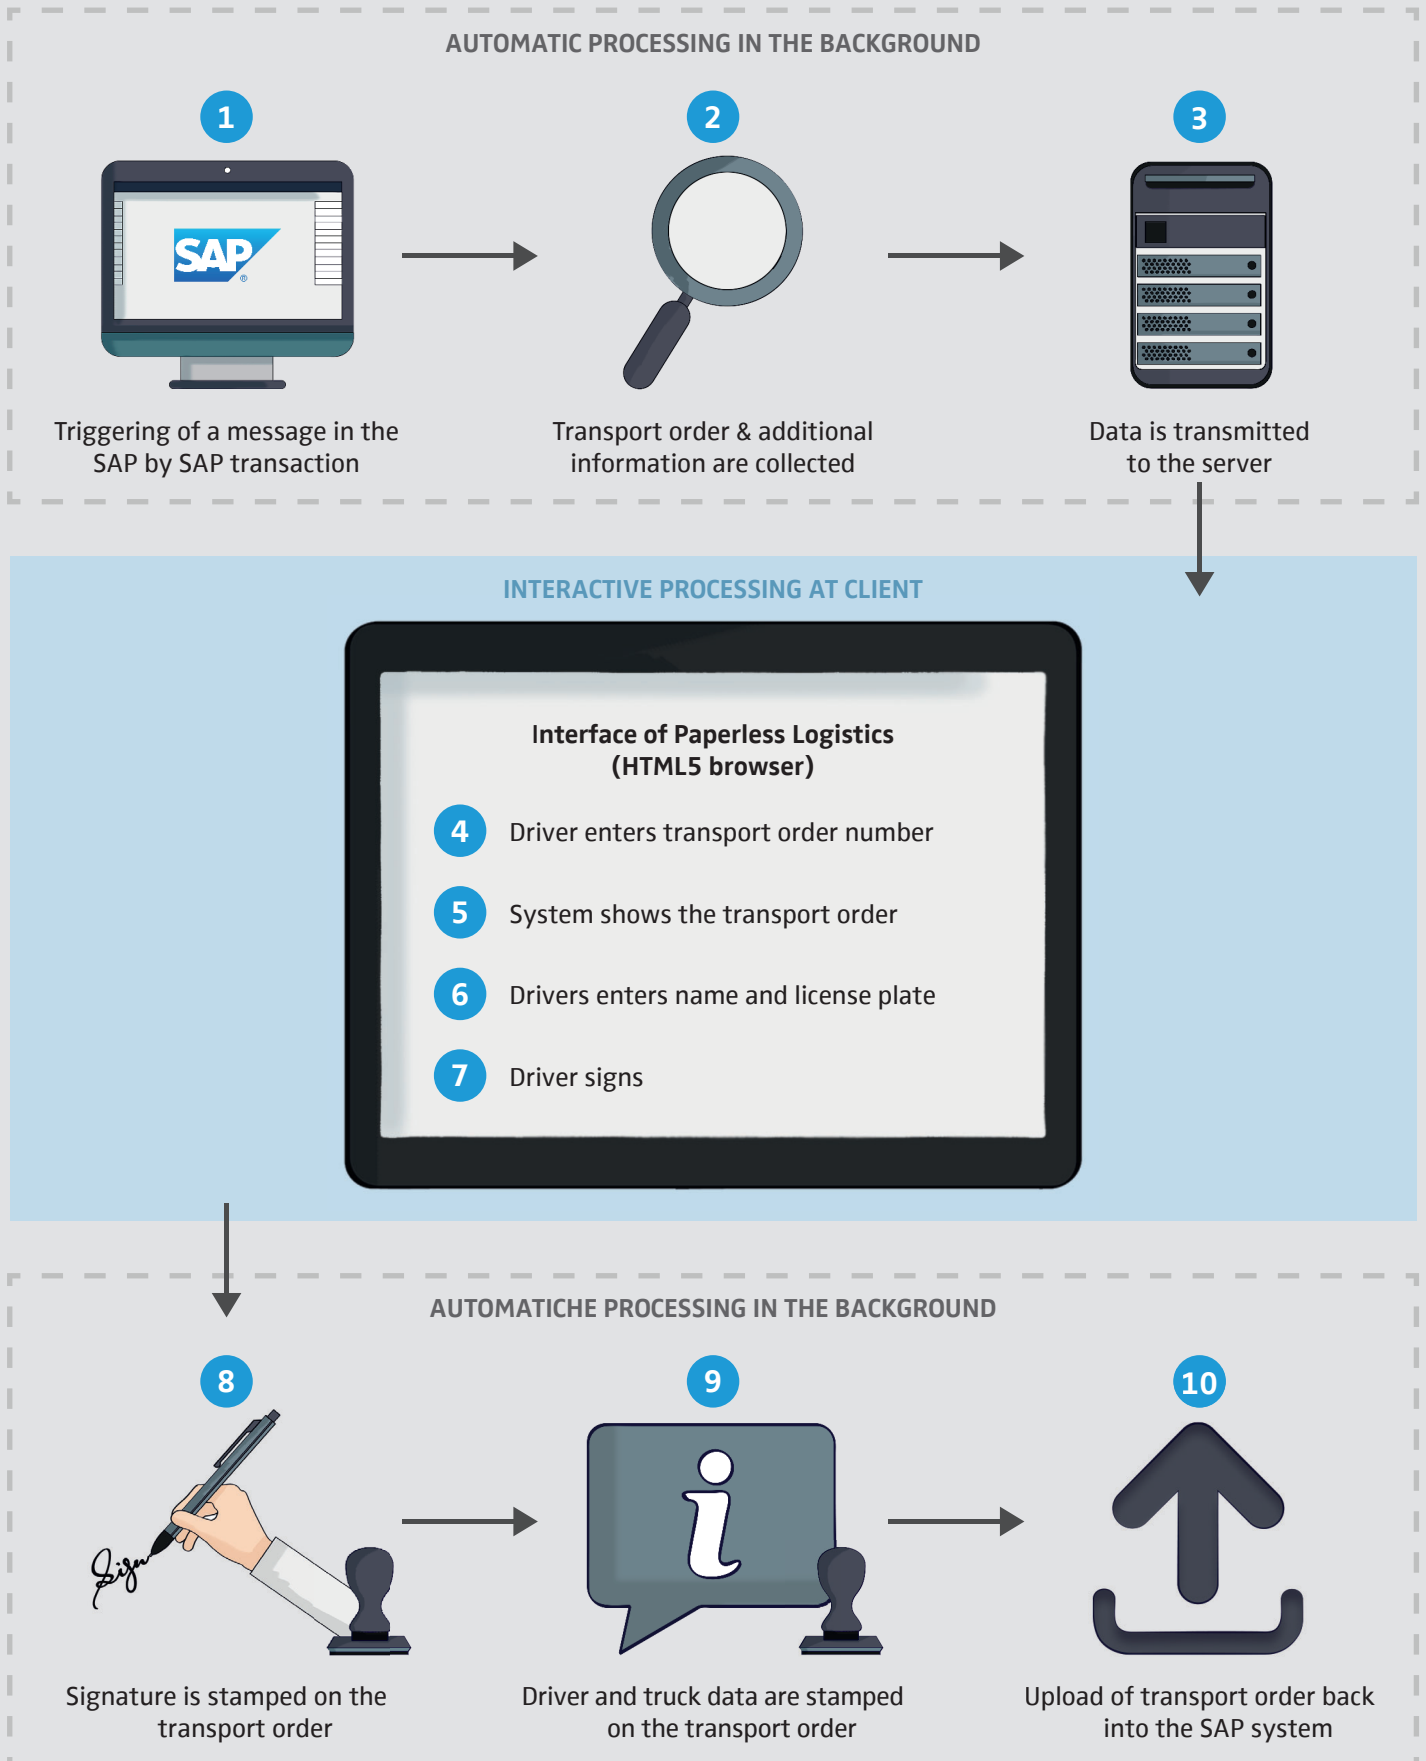 AUTOMATIC PROCESSING IN THE BACKGROUND
1
2
3
SAP
®
Triggering of a message in the
SAP by SAP transaction
Transport order & additional
information are collected
Data is transmitted
to the server
INTERACTIVE PROCESSING AT CLIENT
Interface of Paperless Logistics
(HTML5 browser)
4 Driver enters transport order number
5 System shows the transport order
6 Drivers enters name and license plate
7 Driver signs
AUTOMATICHE PROCESSING IN THE BACKGROUND
8
9
10
Sign
i
Signature is stamped on the
transport order
Driver and truck data are stamped
on the transport order
Upload of transport order back
into the SAP system